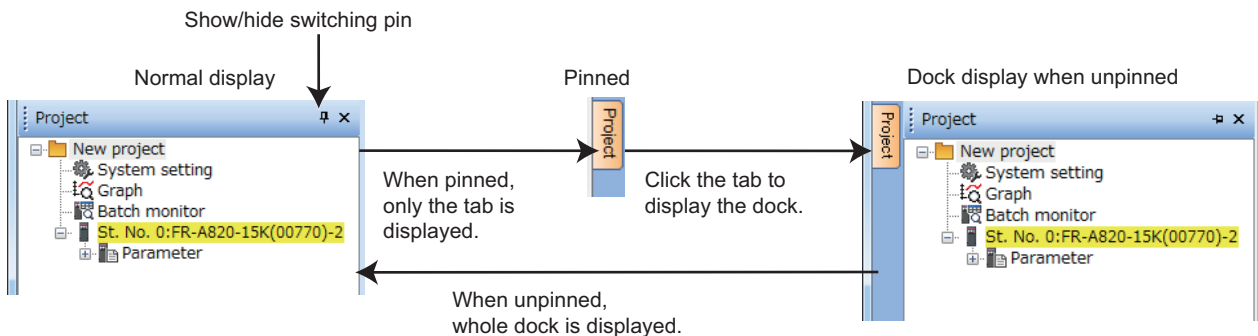 Show/hide switching pin
Normal display
Pinned
Dock display when unpinned
Project
New project
System setting
Graph
Batch monitor
St. No. 0:FR-A820-15K(00770)-2
Parameter
When pinned,
only the tab is
displayed.
Project
Click the tab to
display the dock.
Project
Project
New project
System setting
Graph
Batch monitor
St. No. 0:FR-A820-15K(00770)-2
Parameter
When unpinned,
whole dock is displayed.